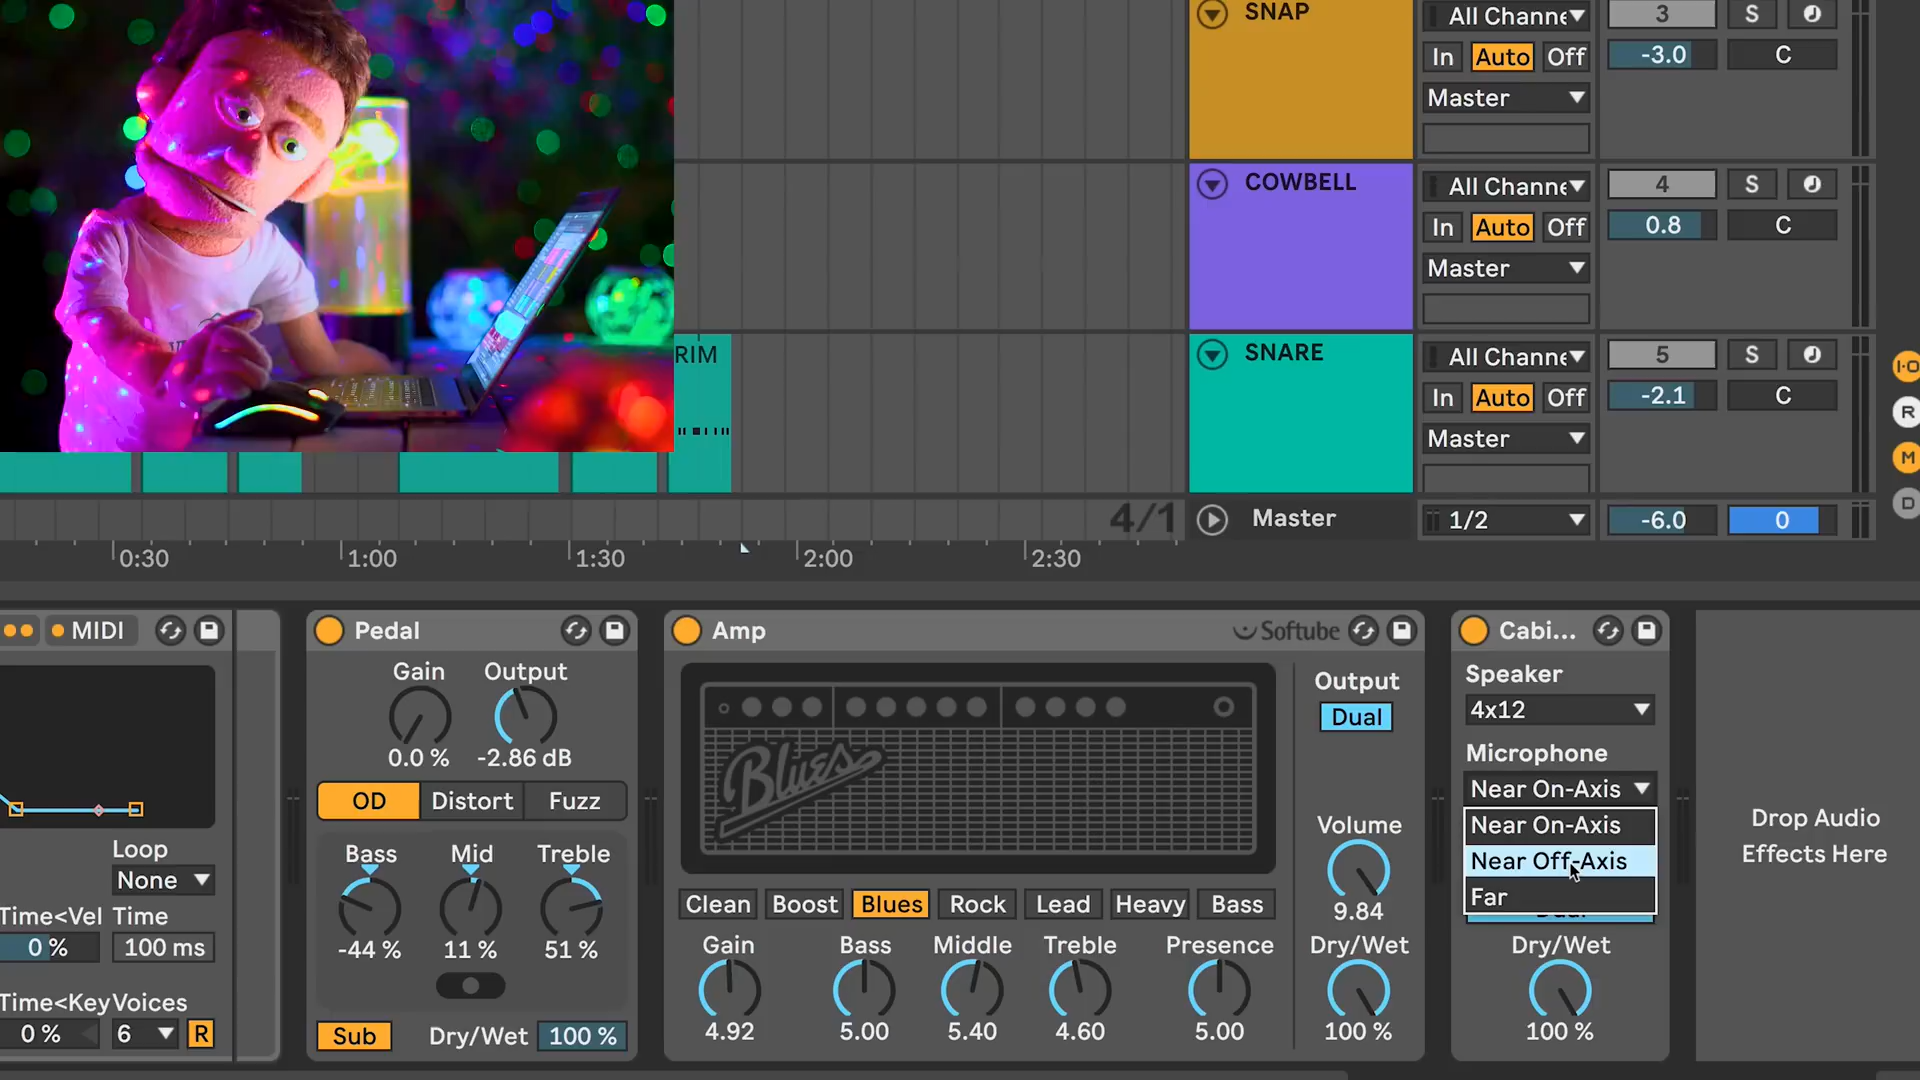 SNAP
All Channe
3
S
In
Auto
Off
-3.0
C
Master
COWBELL
All Channe
4
S
In
Auto
Off
0.8
C
Master
RIM
SNARE
All Channe
5
S
In
Auto
Off
-2.1
C
Master
I·O
R
M
D
4/1
Master
1/2
-6.0
0
0:30
1:00
1:30
2:00
2:30
MIDI
Loop
None
Time<Vel
Time
0 %
100 ms
Time<Key
Voices
0 %
6
R
Pedal
Gain
Output
0.0 %
-2.86 dB
OD
Distort
Fuzz
Bass
Mid
Treble
-44 %
11 %
51 %
Sub
Dry/Wet
100 %
Amp
Softube
Blues
Output
Dual
Clean
Boost
Blues
Rock
Lead
Heavy
Bass
Volume
9.84
Gain
Bass
Middle
Treble
Presence
Dry/Wet
4.92
5.00
5.40
4.60
5.00
100 %
Cabi...
Speaker
4x12
Microphone
Near On-Axis
Near On-Axis
Near Off-Axis
Far
Dual
Dry/Wet
100 %
Drop Audio
Effects Here